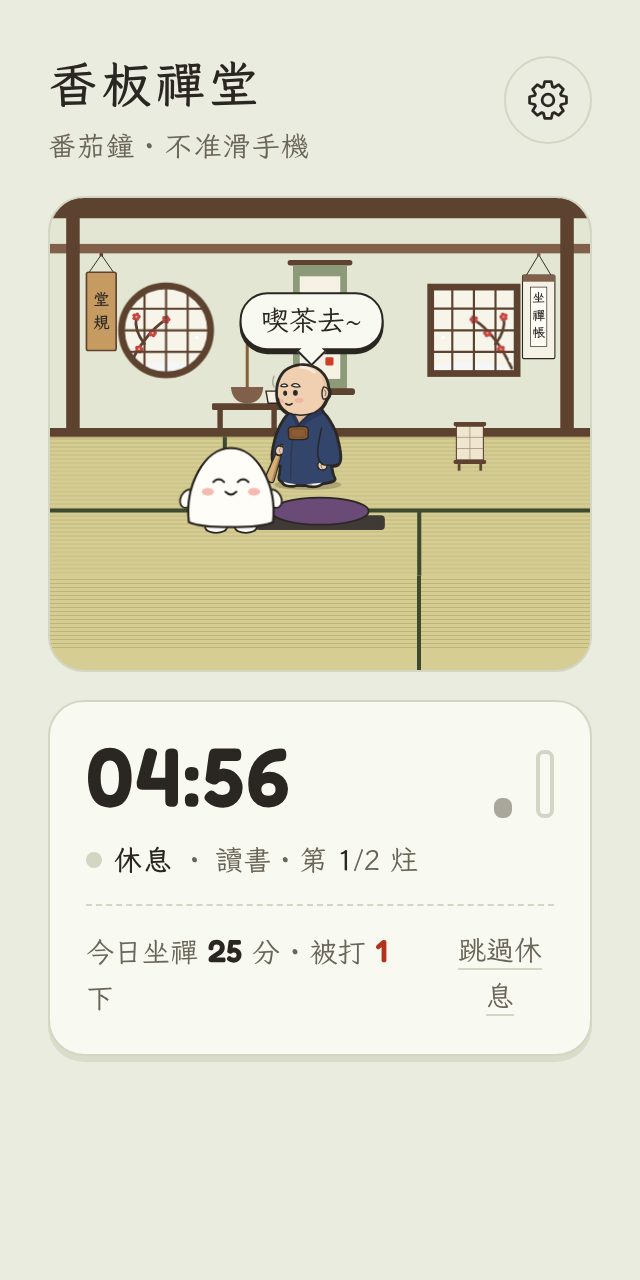 香板禪堂
番茄鐘・不准滑手機
堂規
喫茶去~
坐禪帳
04:56
休息 ・ 讀書・第 1/2 炷
今日坐禪 25 分・被打 1
下
跳過休
息